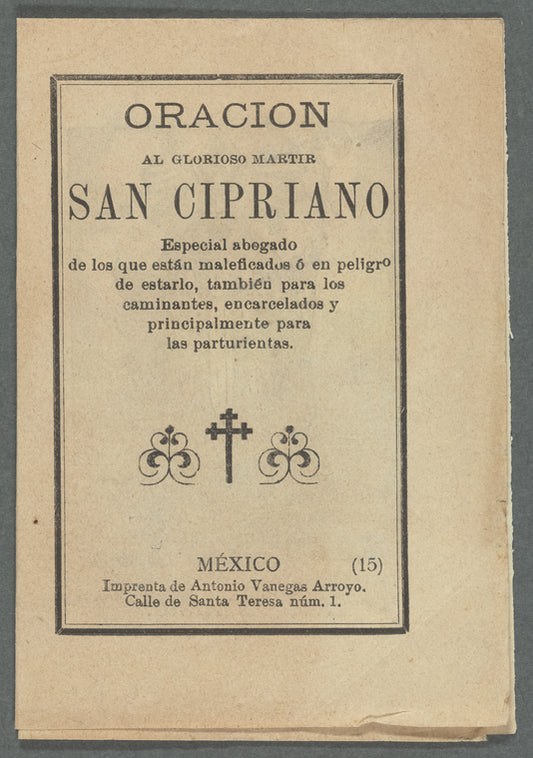 ORACION
AL GLORIOSO MARTIR
SAN CIPRIANO
Especial abogado
de los que están maleficados ó en peligro
de estarlo, también para los
caminantes, encarcelados y
principalmente para
las parturientas.
MÉXICO (15)
Imprenta de Antonio Vanegas Arroyo.
Calle de Santa Teresa núm. 1.